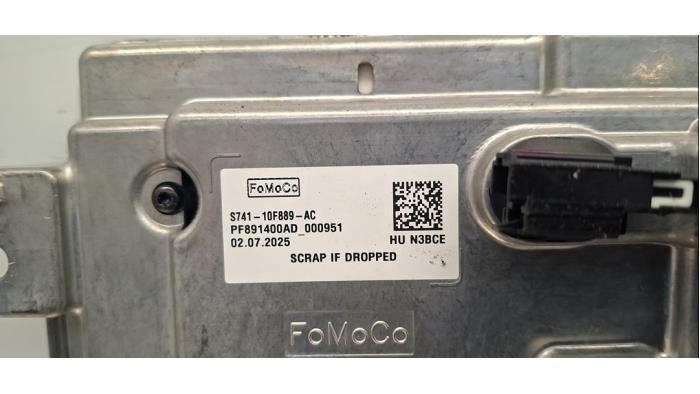 FoMoCo
S741-10F889-AC
PF891400AD_000951
02.07.2025
HU N3BCE
SCRAP IF DROPPED
FoMoCo